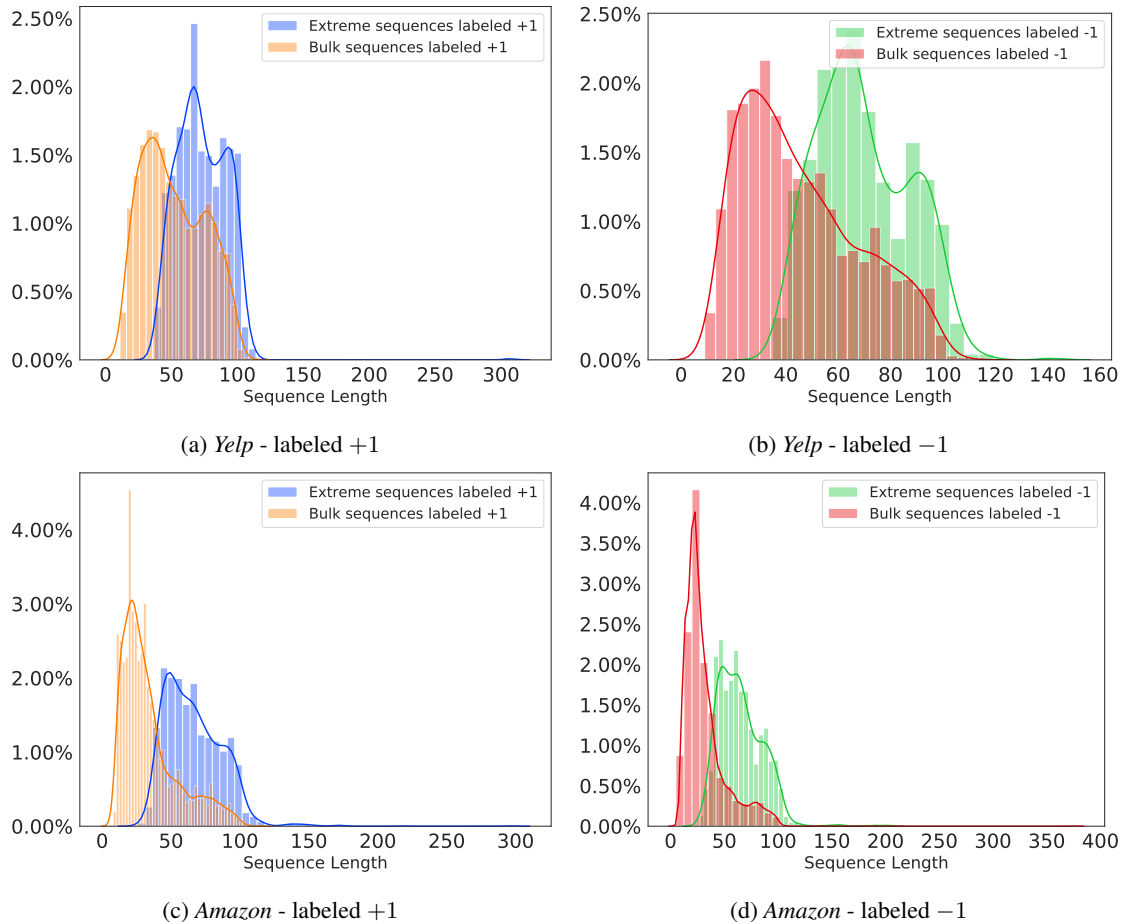 2.50%
2.00%
1.50%
1.00%
0.50%
0.00%
Extreme sequences labeled +1
Bulk sequences labeled +1
0 50 100 150 200 250 300
Sequence Length
(a) Yelp - labeled +1
2.50%
2.00%
1.50%
1.00%
0.50%
0.00%
Extreme sequences labeled -1
Bulk sequences labeled -1
0 20 40 60 80 100 120 140 160
Sequence Length
(b) Yelp - labeled −1
4.00%
3.00%
2.00%
1.00%
0.00%
Extreme sequences labeled +1
Bulk sequences labeled +1
0 50 100 150 200 250 300
Sequence Length
(c) Amazon - labeled +1
4.00%
3.50%
3.00%
2.50%
2.00%
1.50%
1.00%
0.50%
0.00%
Extreme sequences labeled -1
Bulk sequences labeled -1
0 50 100 150 200 250 300 350 400
Sequence Length
(d) Amazon - labeled −1